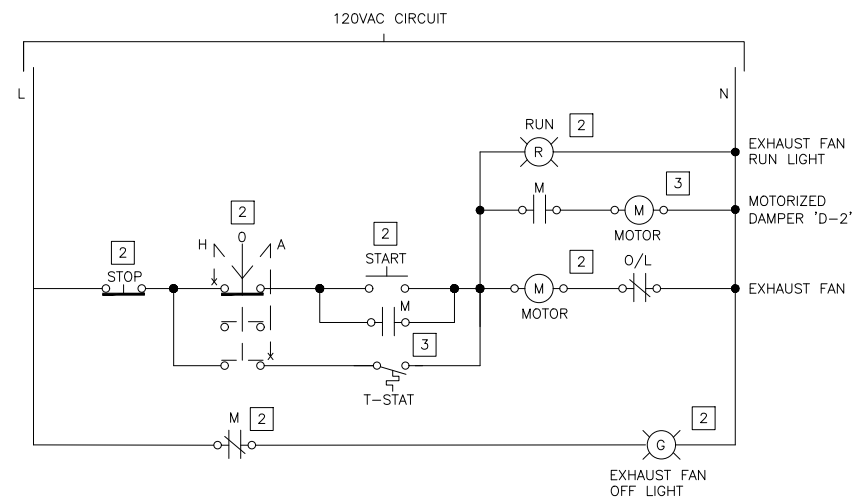 120VAC CIRCUIT
L
N
RUN
2
R
EXHAUST FAN
RUN LIGHT
M
3
M
MOTOR
MOTORIZED
DAMPER 'D-2'
2
H
O
A
2
STOP
2
START
M
2
M
MOTOR
O/L
EXHAUST FAN
3
x
x
T-STAT
M
2
2
G
EXHAUST FAN
OFF LIGHT